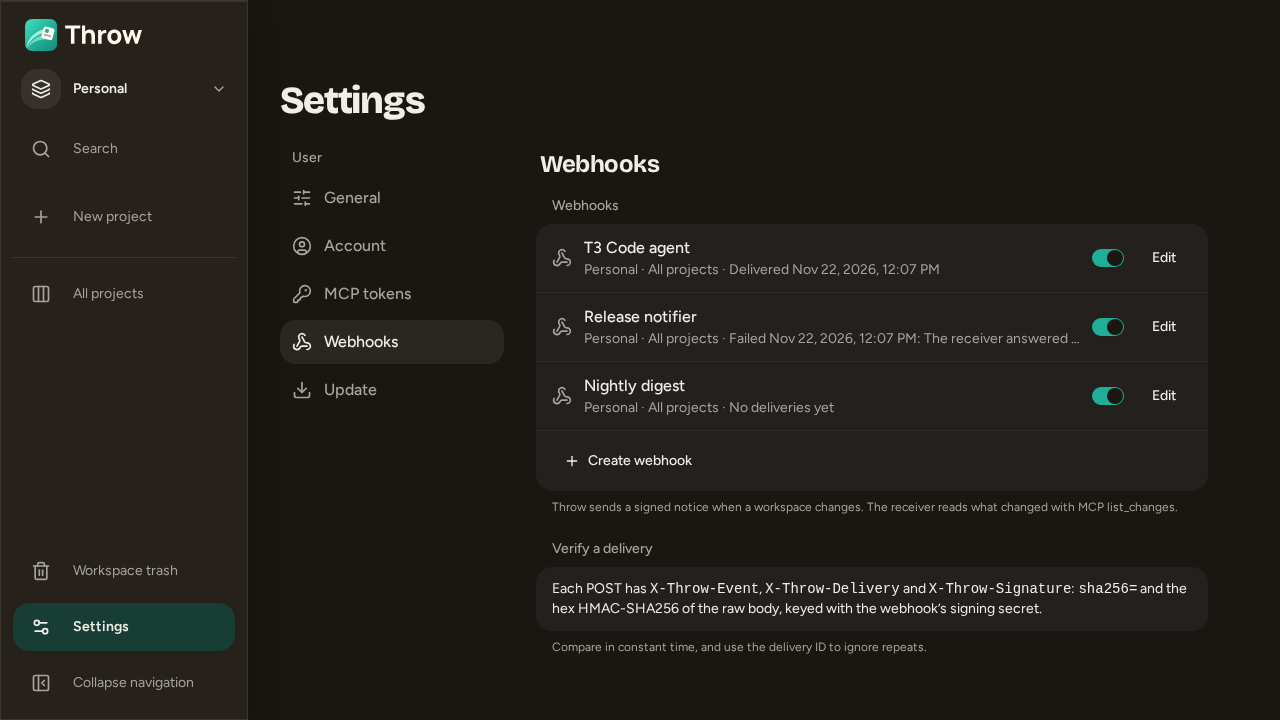 Throw
Personal
Search
New project
All projects
Workspace trash
Settings
Collapse navigation
Settings
User
General
Account
MCP tokens
Webhooks
Update
Webhooks
Webhooks
T3 Code agent
Personal · All projects · Delivered Nov 22, 2026, 12:07 PM
Edit
Release notifier
Personal · All projects · Failed Nov 22, 2026, 12:07 PM: The receiver answered ...
Edit
Nightly digest
Personal · All projects · No deliveries yet
Edit
Create webhook
Throw sends a signed notice when a workspace changes. The receiver reads what changed with MCP list_changes.
Verify a delivery
Each POST has X-Throw-Event, X-Throw-Delivery and X-Throw-Signature: sha256= and the
hex HMAC-SHA256 of the raw body, keyed with the webhook’s signing secret.
Compare in constant time, and use the delivery ID to ignore repeats.